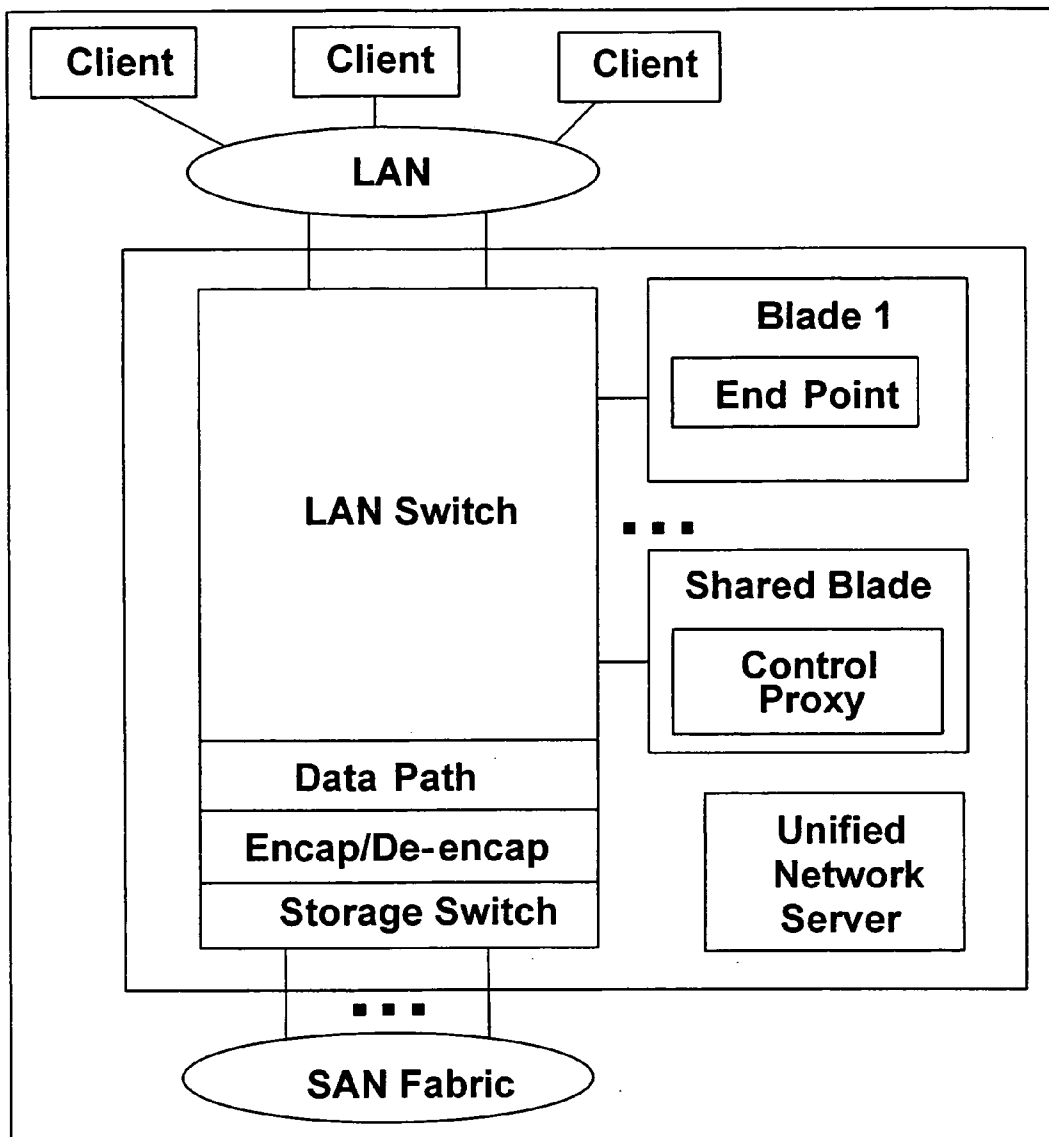 Client
Client
Client
LAN
Blade 1
End Point
LAN Switch
Shared Blade
Control
Proxy
Data Path
Encap/De-encap
Storage Switch
Unified
Network
Server
SAN Fabric